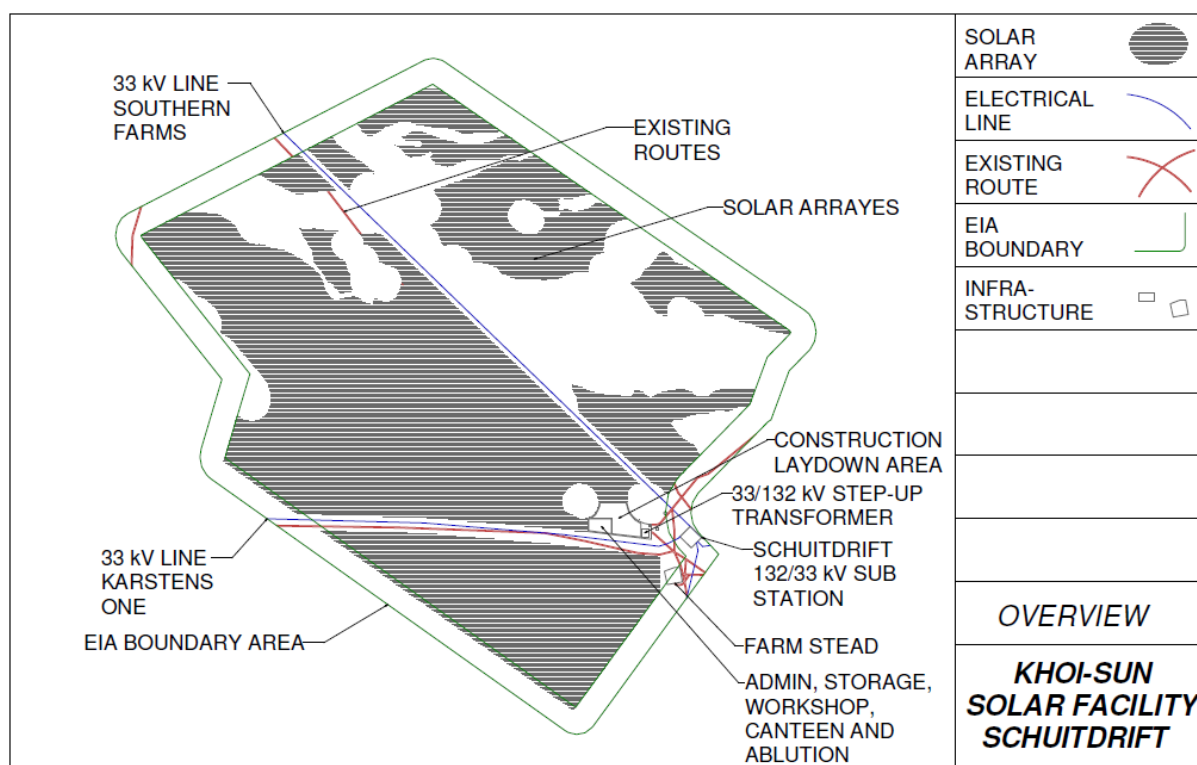 33 kV LINE
SOUTHERN
FARMS
EXISTING
ROUTES
SOLAR ARRAYES
CONSTRUCTION
LAYDOWN AREA
33/132 kV STEP-UP
TRANSFORMER
SCHUITDRIFT
132/33 kV SUB
STATION
33 kV LINE
KARSTENS
ONE
EIA BOUNDARY AREA
FARM STEAD
ADMIN, STORAGE,
WORKSHOP,
CANTEEN AND
ABLUTION
SOLAR
ARRAY
ELECTRICAL
LINE
EXISTING
ROUTE
EIA
BOUNDARY
INFRA-
STRUCTURE
OVERVIEW
KHOI-SUN
SOLAR FACILITY
SCHUITDRIFT